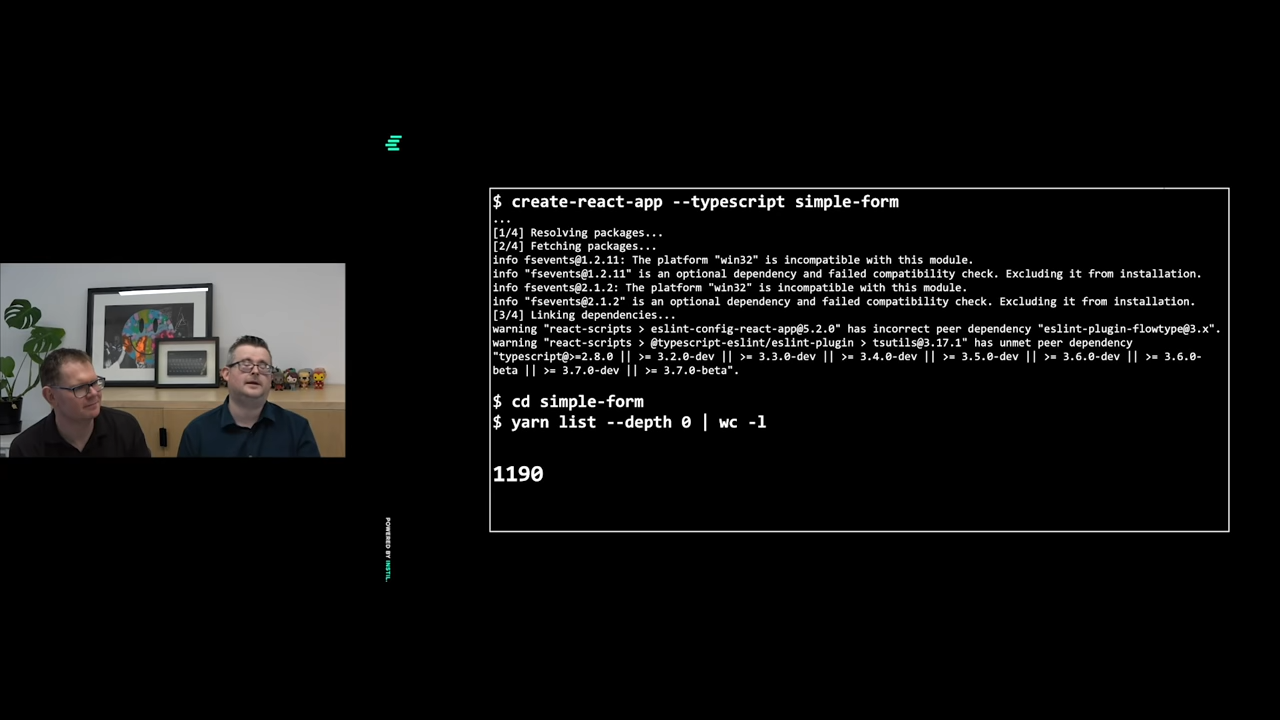 $ create-react-app --typescript simple-form
...
[1/4] Resolving packages...
[2/4] Fetching packages...
info fsevents@1.2.11: The platform "win32" is incompatible with this module.
info "fsevents@1.2.11" is an optional dependency and failed compatibility check. Excluding it from installation.
info fsevents@2.1.2: The platform "win32" is incompatible with this module.
info "fsevents@2.1.2" is an optional dependency and failed compatibility check. Excluding it from installation.
[3/4] Linking dependencies...
warning "react-scripts > eslint-config-react-app@5.2.0" has incorrect peer dependency "eslint-plugin-flowtype@3.x".
warning "react-scripts > @typescript-eslint/eslint-plugin > tsutils@3.17.1" has unmet peer dependency
"typescript@>=2.8.0 || >= 3.2.0-dev || >= 3.3.0-dev || >= 3.4.0-dev || >= 3.5.0-dev || >= 3.6.0-dev || >= 3.6.0-
beta || >= 3.7.0-dev || >= 3.7.0-beta".
$ cd simple-form
$ yarn list --depth 0 | wc -l
1190
POWERED BY INSTIL.